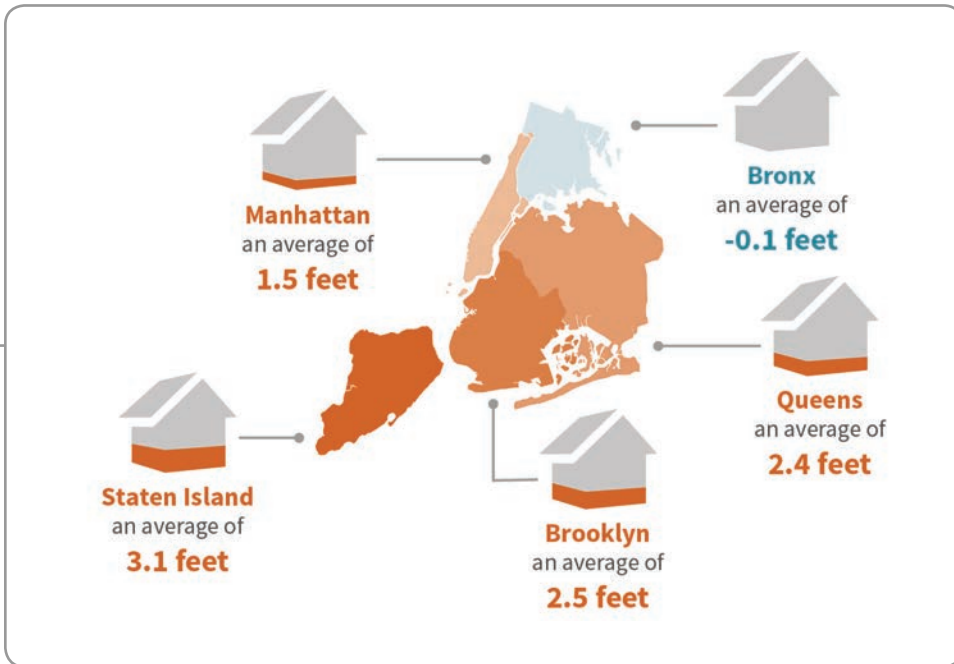 Manhattan
an average of
1.5 feet
Bronx
an average of
-0.1 feet
Queens
an average of
2.4 feet
Staten Island
an average of
3.1 feet
Brooklyn
an average of
2.5 feet